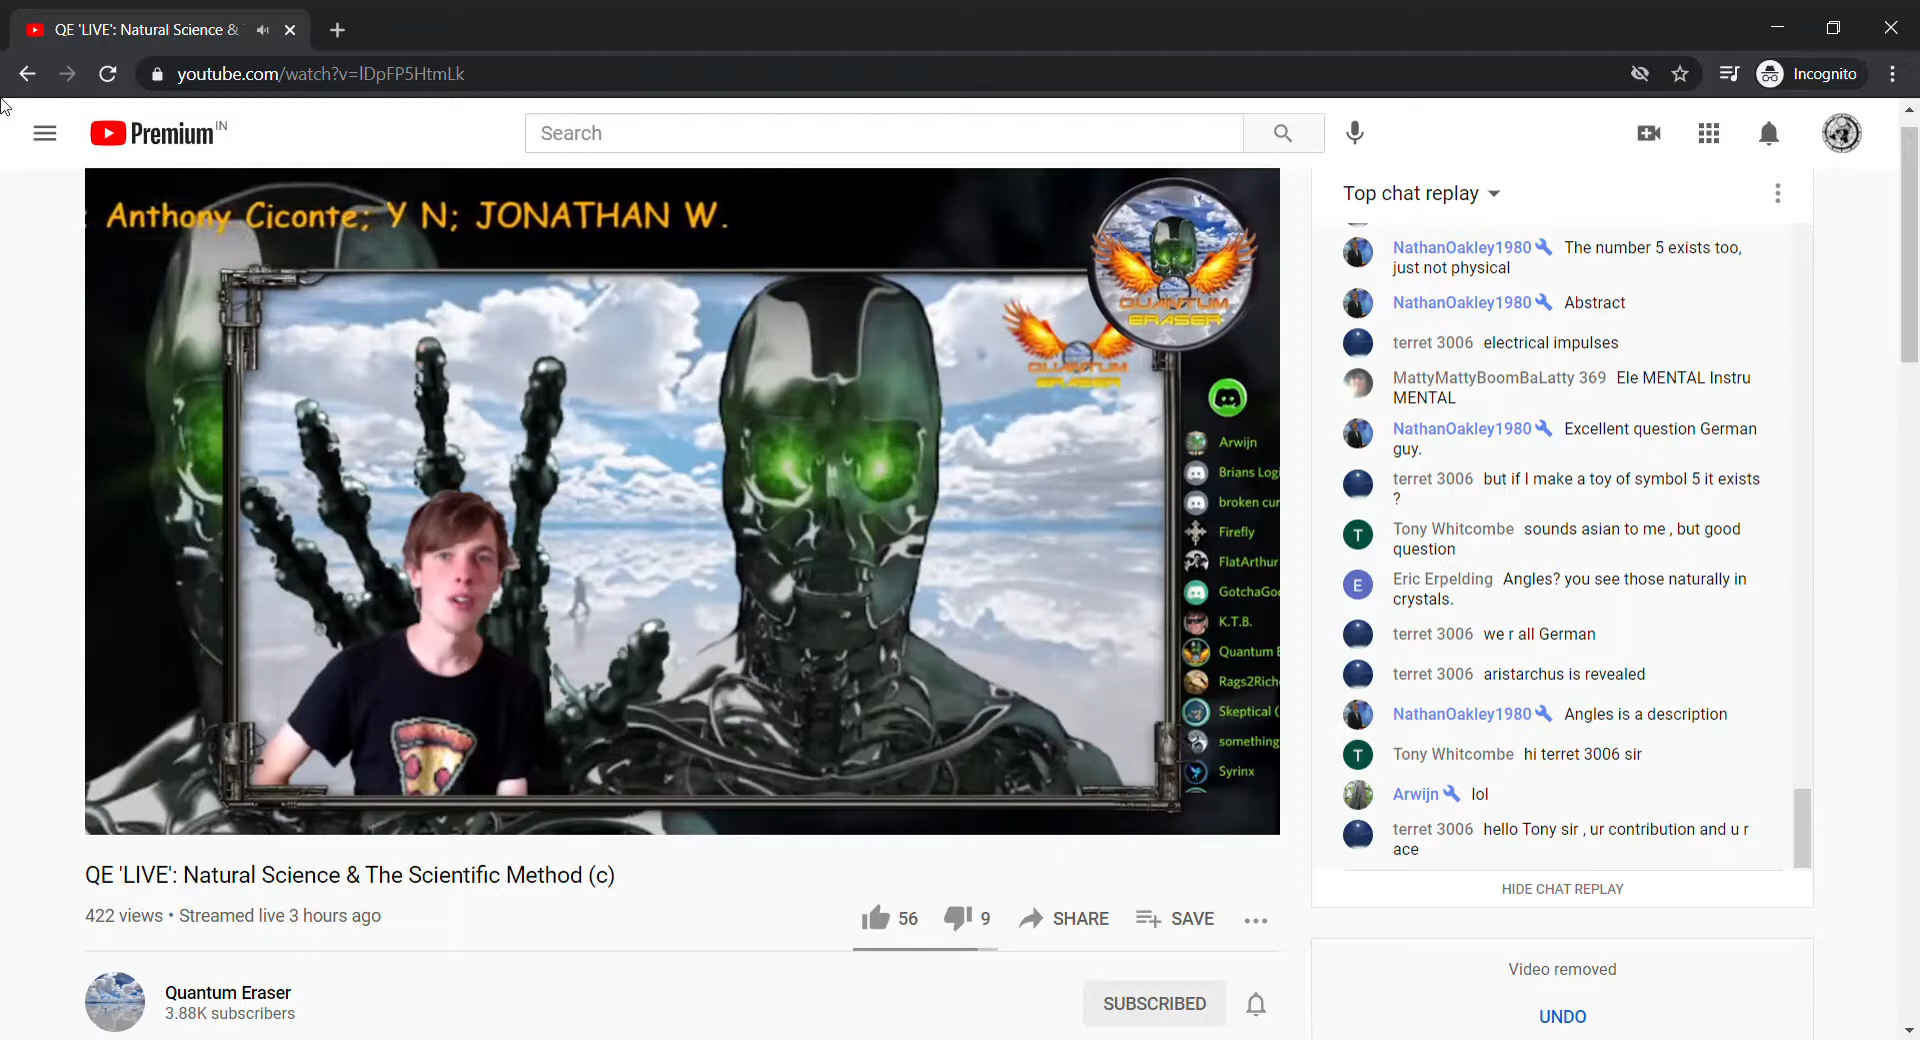 QE 'LIVE': Natural Science &
youtube.com/watch?v=IDpFP5HtmLk
Incognito
Premium IN
Search
Anthony Ciconte; Y N; JONATHAN W.
QUANTUM
ERASER
QUANTUM
ERASER
Arwijn
Brians Logi
broken cur
Firefly
FlatArthur
GotchaGo
K.T.B.
Quantum E
Rags2Rich
Skeptical (
something
Syrinx
QE 'LIVE': Natural Science & The Scientific Method (c)
422 views • Streamed live 3 hours ago
56
9
SHARE
SAVE
Quantum Eraser
3.88K subscribers
SUBSCRIBED
Top chat replay
NathanOakley1980 The number 5 exists too,
just not physical
NathanOakley1980 Abstract
terret 3006 electrical impulses
MattyMattyBoomBaLatty 369 Ele MENTAL Instru
MENTAL
NathanOakley1980 Excellent question German
guy.
terret 3006 but if I make a toy of symbol 5 it exists
?
T
Tony Whitcombe sounds asian to me , but good
question
E
Eric Erpelding Angles? you see those naturally in
crystals.
terret 3006 we r all German
terret 3006 aristarchus is revealed
NathanOakley1980 Angles is a description
T
Tony Whitcombe hi terret 3006 sir
Arwijn lol
terret 3006 hello Tony sir , ur contribution and u r
ace
HIDE CHAT REPLAY
Video removed
UNDO